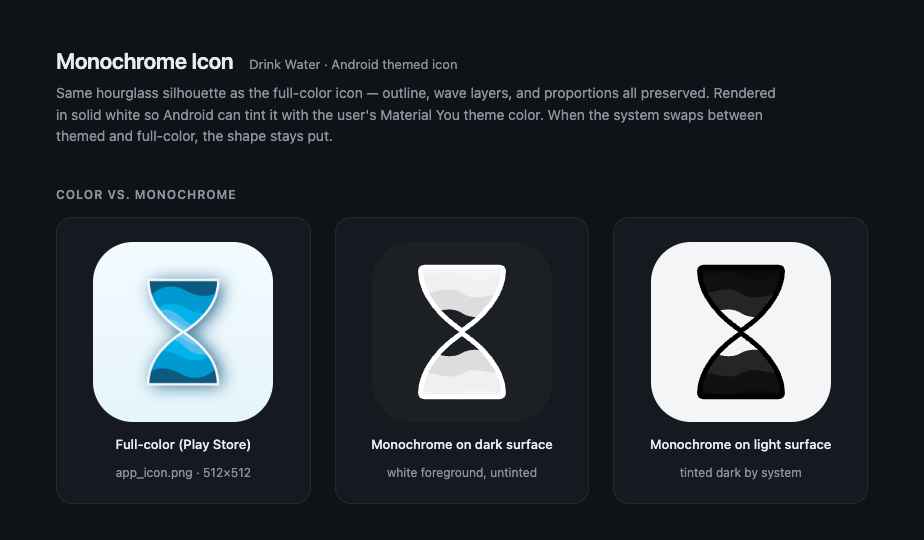 Monochrome Icon Drink Water · Android themed icon
Same hourglass silhouette as the full-color icon — outline, wave layers, and proportions all preserved. Rendered
in solid white so Android can tint it with the user's Material You theme color. When the system swaps between
themed and full-color, the shape stays put.
COLOR VS. MONOCHROME
Full-color (Play Store)
app_icon.png · 512×512
Monochrome on dark surface
white foreground, untinted
Monochrome on light surface
tinted dark by system